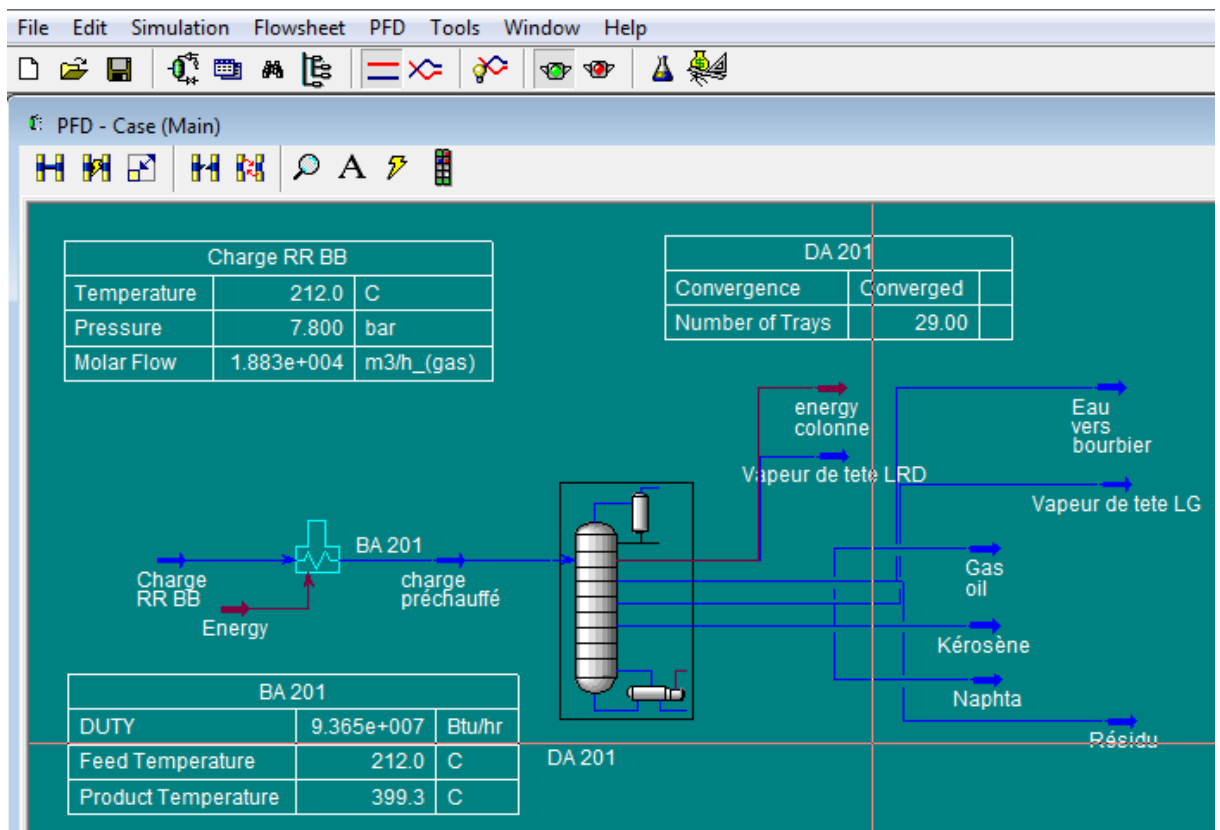 File Edit Simulation Flowsheet PFD Tools Window Help
PFD - Case (Main)
A
Charge RR BB
Temperature 212.0 C
Pressure 7.800 bar
Molar Flow 1.883e+004 m3/h_(gas)
DA 201
Convergence Converged
Number of Trays 29.00
energy
colonne
Eau
vers
bourbier
Vapeur de tete LRD
Vapeur de tete LG
BA 201
Charge
RR BB
charge
préchauffé
Energy
Gas
oil
Kérosène
Naphta
Résidu
DA 201
BA 201
DUTY 9.365e+007 Btu/hr
Feed Temperature 212.0 C
Product Temperature 399.3 C